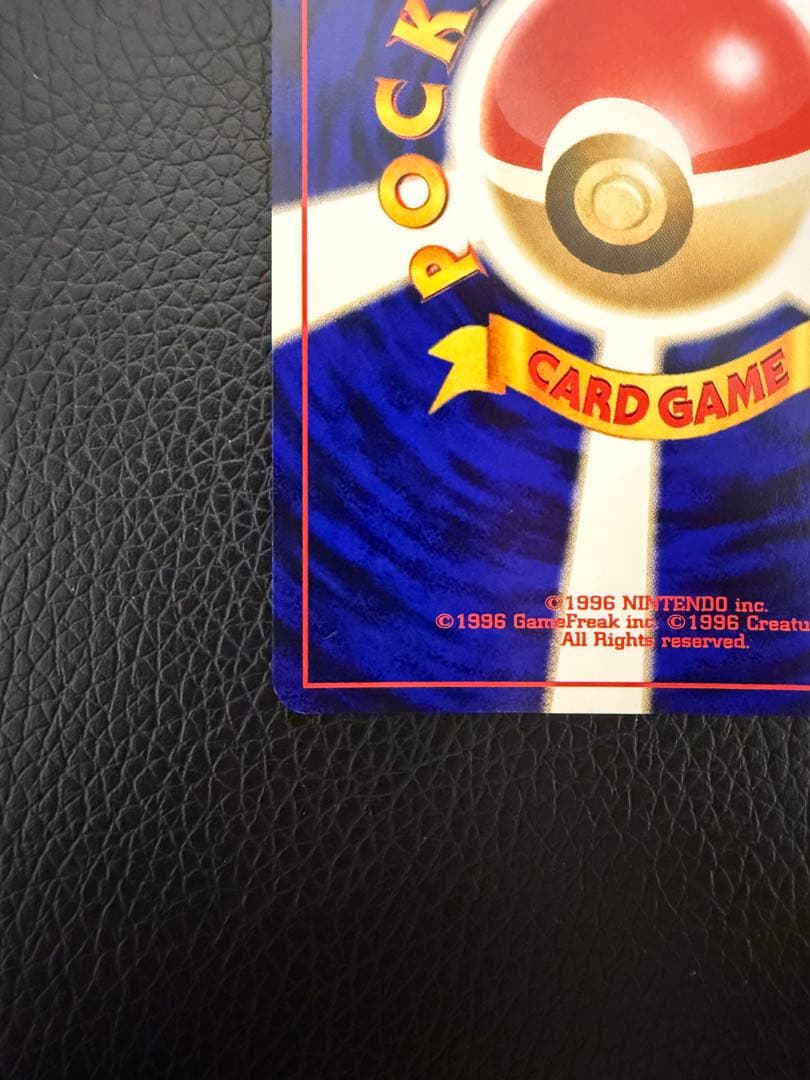 POCK
CARD GAME
©1996 NINTENDO inc.
©1996 GameFreak inc. ©1996 Creatu
All Rights reserved.